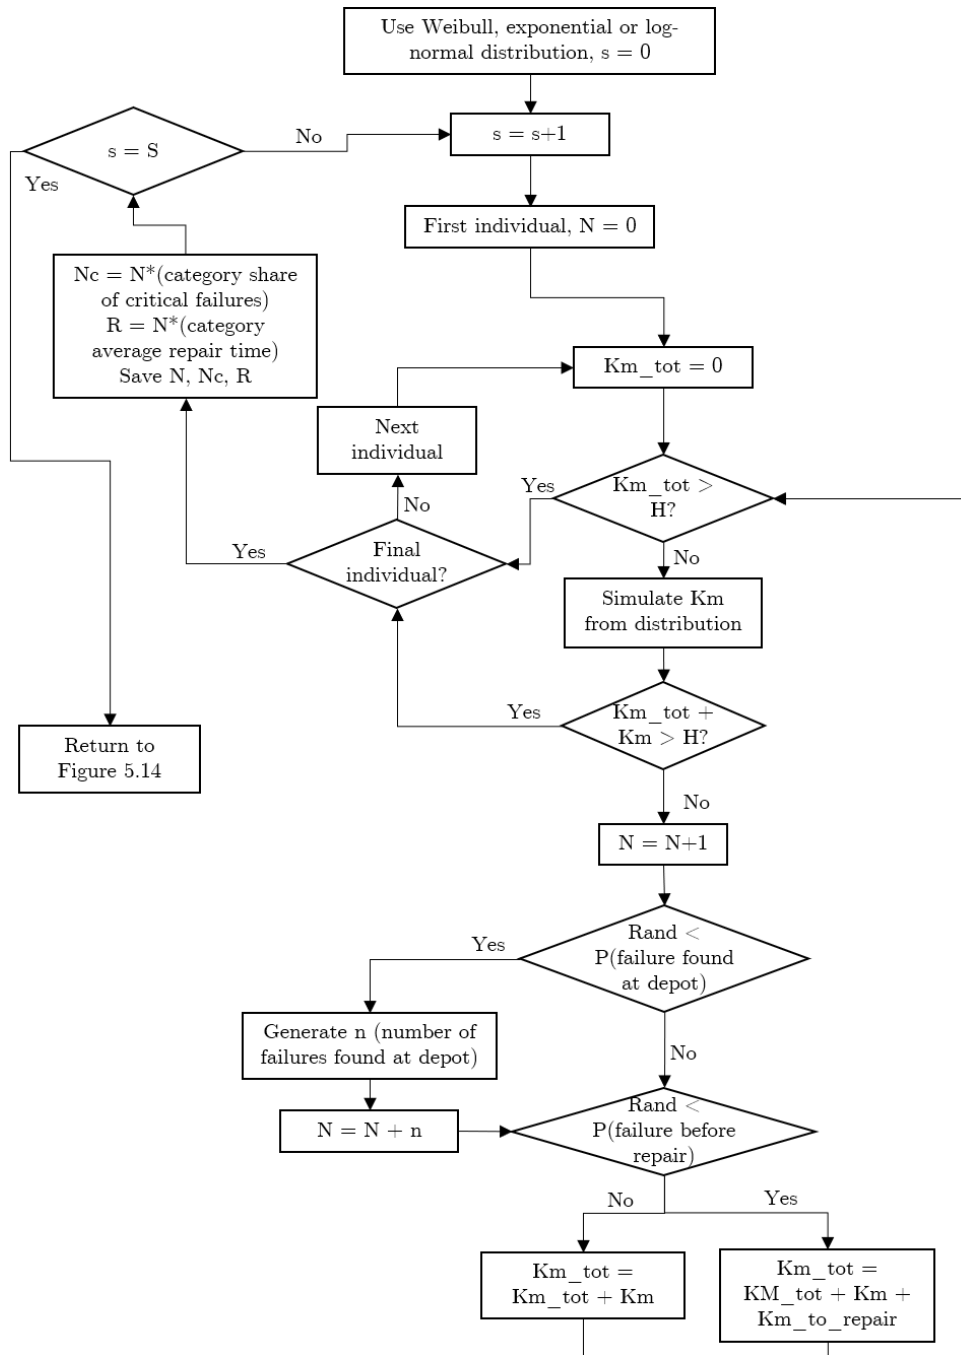 Use Weibull, exponential or log-
normal distribution, s = 0
s = S
No
s = s+1
Yes
First individual, N = 0
Nc = N*(category share
of critical failures)
R = N*(category
average repair time)
Save N, Nc, R
Km_tot = 0
Next
individual
Km_tot >
H?
Yes
No
No
Yes
Final
individual?
Simulate Km
from distribution
Yes
Km_tot +
Km > H?
Return to
Figure 5.14
No
N = N+1
Yes
Rand <
P(failure found
at depot)
Generate n (number of
failures found at depot)
No
N = N + n
Rand <
P(failure before
repair)
No
Yes
Km_tot =
Km_tot + Km
Km_tot =
KM_tot + Km +
Km_to_repair